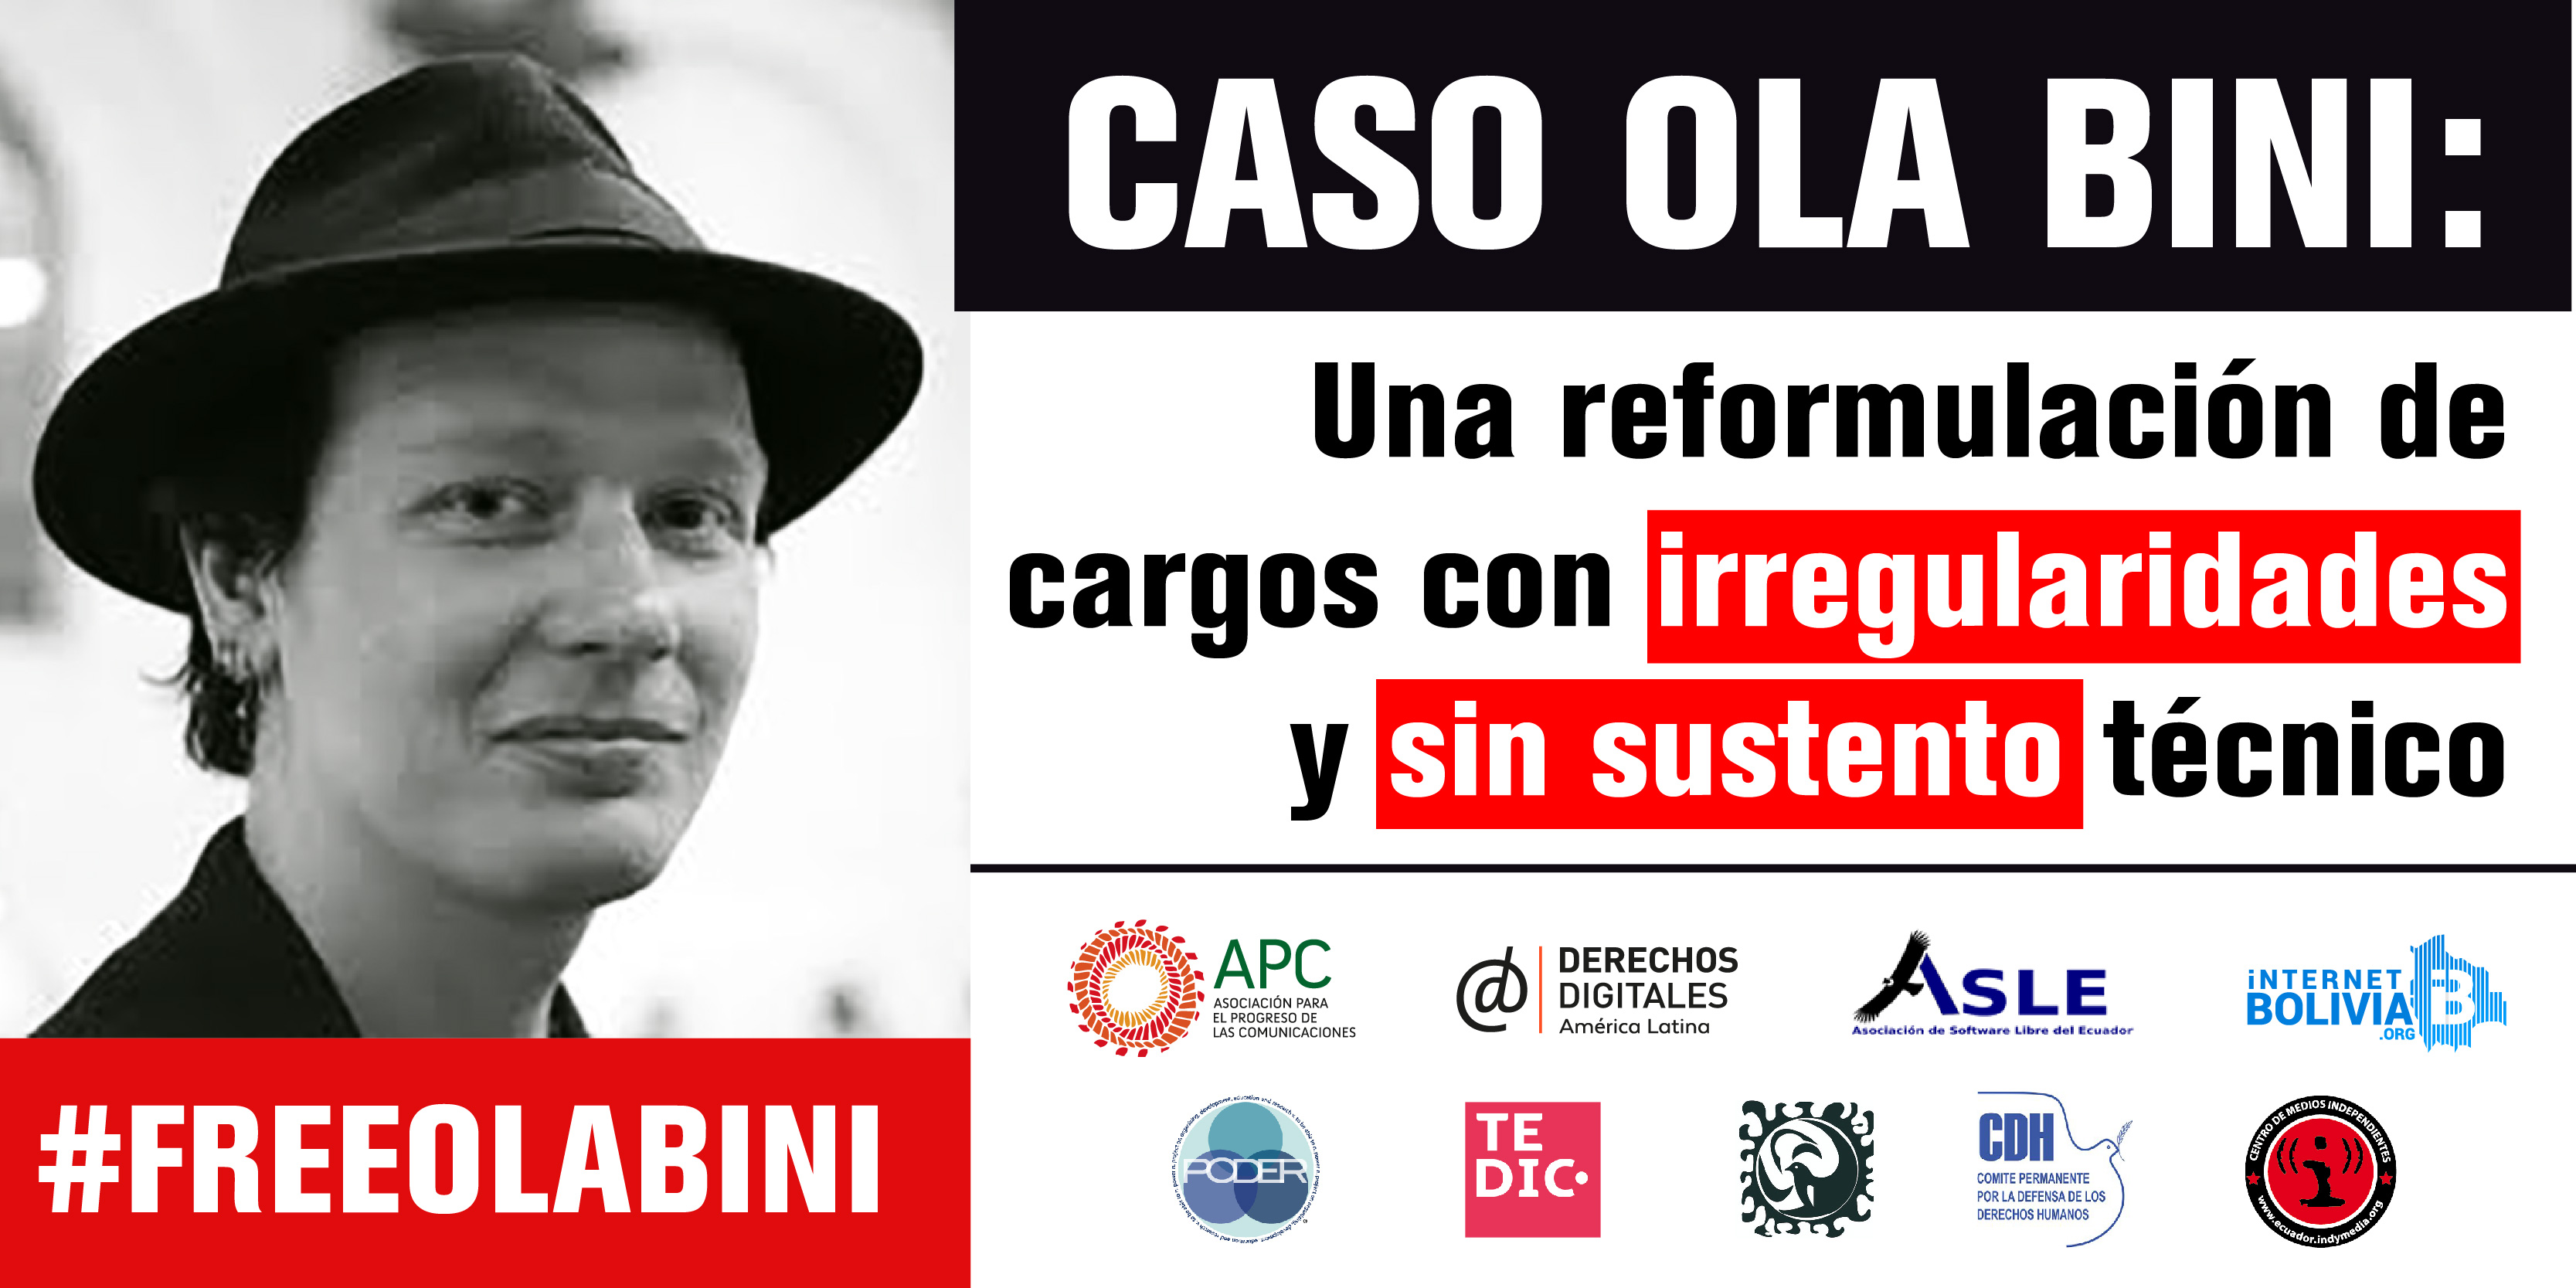 CASO OLA BINI:
Una reformulación de
cargos con irregularidades
y sin sustento técnico
#FREEOLABINI
APC
ASOCIACIÓN PARA
EL PROGRESO DE
LAS COMUNICACIONES
DERECHOS
DIGITALES
América Latina
ASLE
Asociación de Software Libre del Ecuador
iNTERNET
BOLIVIA
.ORG
B
PODER
TE
DIC
CDH
COMITE PERMANENTE
POR LA DEFENSA DE LOS
DERECHOS HUMANOS
CENTRO DE MEDIOS INDEPENDIENTES
www.ecuador.indymedia.org